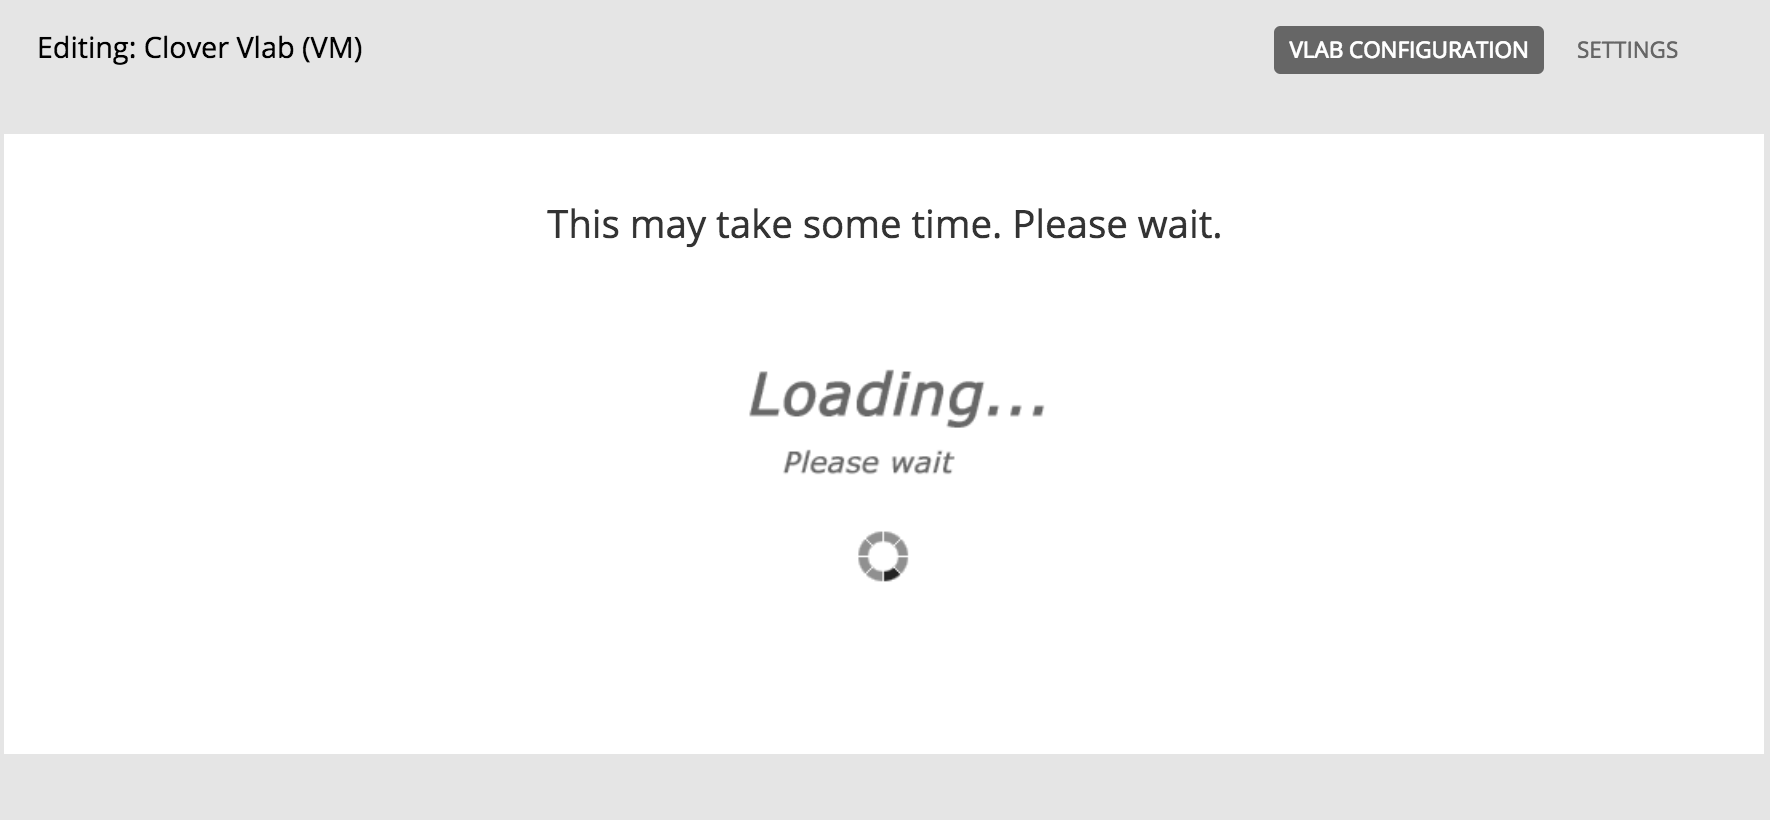 Editing: Clover Vlab (VM)
VLAB CONFIGURATION
SETTINGS
This may take some time. Please wait.
Loading...
Please wait